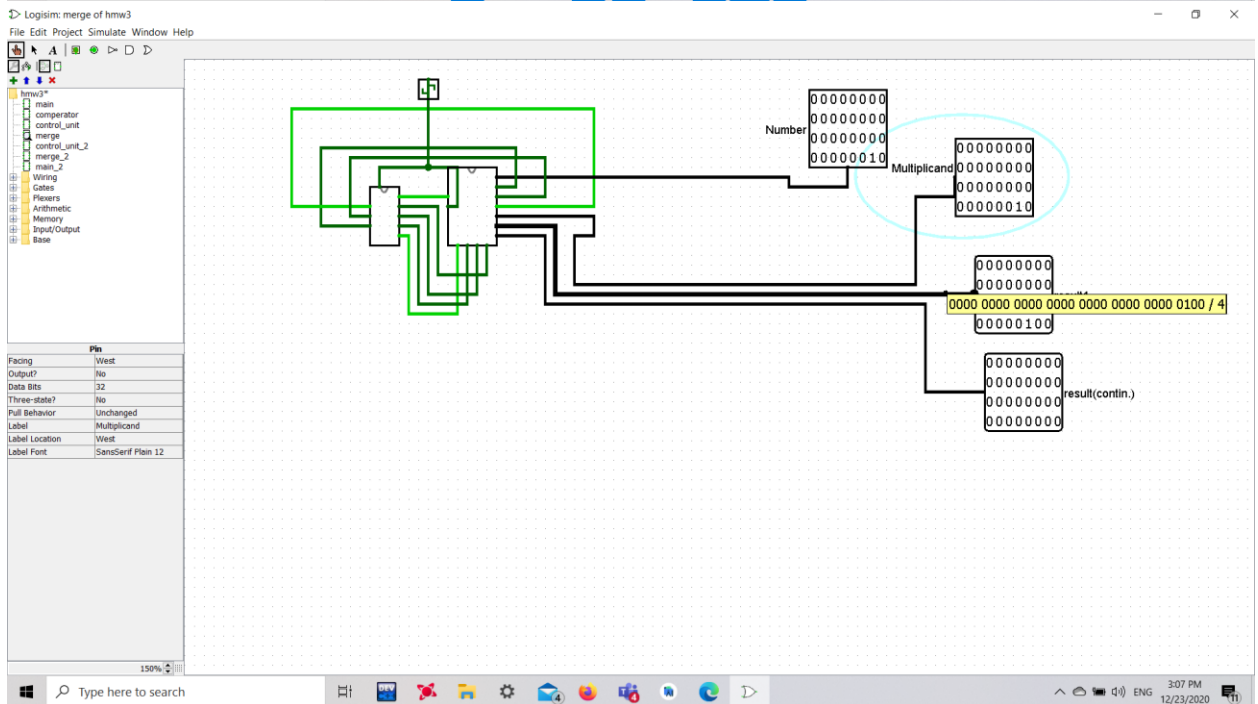 Logisim: merge of hmw3
File Edit Project Simulate Window Help
A
hmw3*
main
comperator
control_unit
merge
control_unit_2
merge_2
main_2
Wiring
Gates
Plexers
Arithmetic
Memory
Input/Output
Base
Pin
Facing West
Output? No
Data Bits 32
Three-state? No
Pull Behavior Unchanged
Label Multiplicand
Label Location West
Label Font SansSerif Plain 12
150%
Number
00000000
00000000
00000000
00000010
Multiplicand
00000000
00000000
00000000
00000010
00000000
00000000
0000 0000 0000 0000 0000 0000 0000 0100 / 4
00000100
00000000
00000000
00000000
00000000
result(contin.)
Type here to search
DEV
4
ENG
3:07 PM
12/23/2020
11